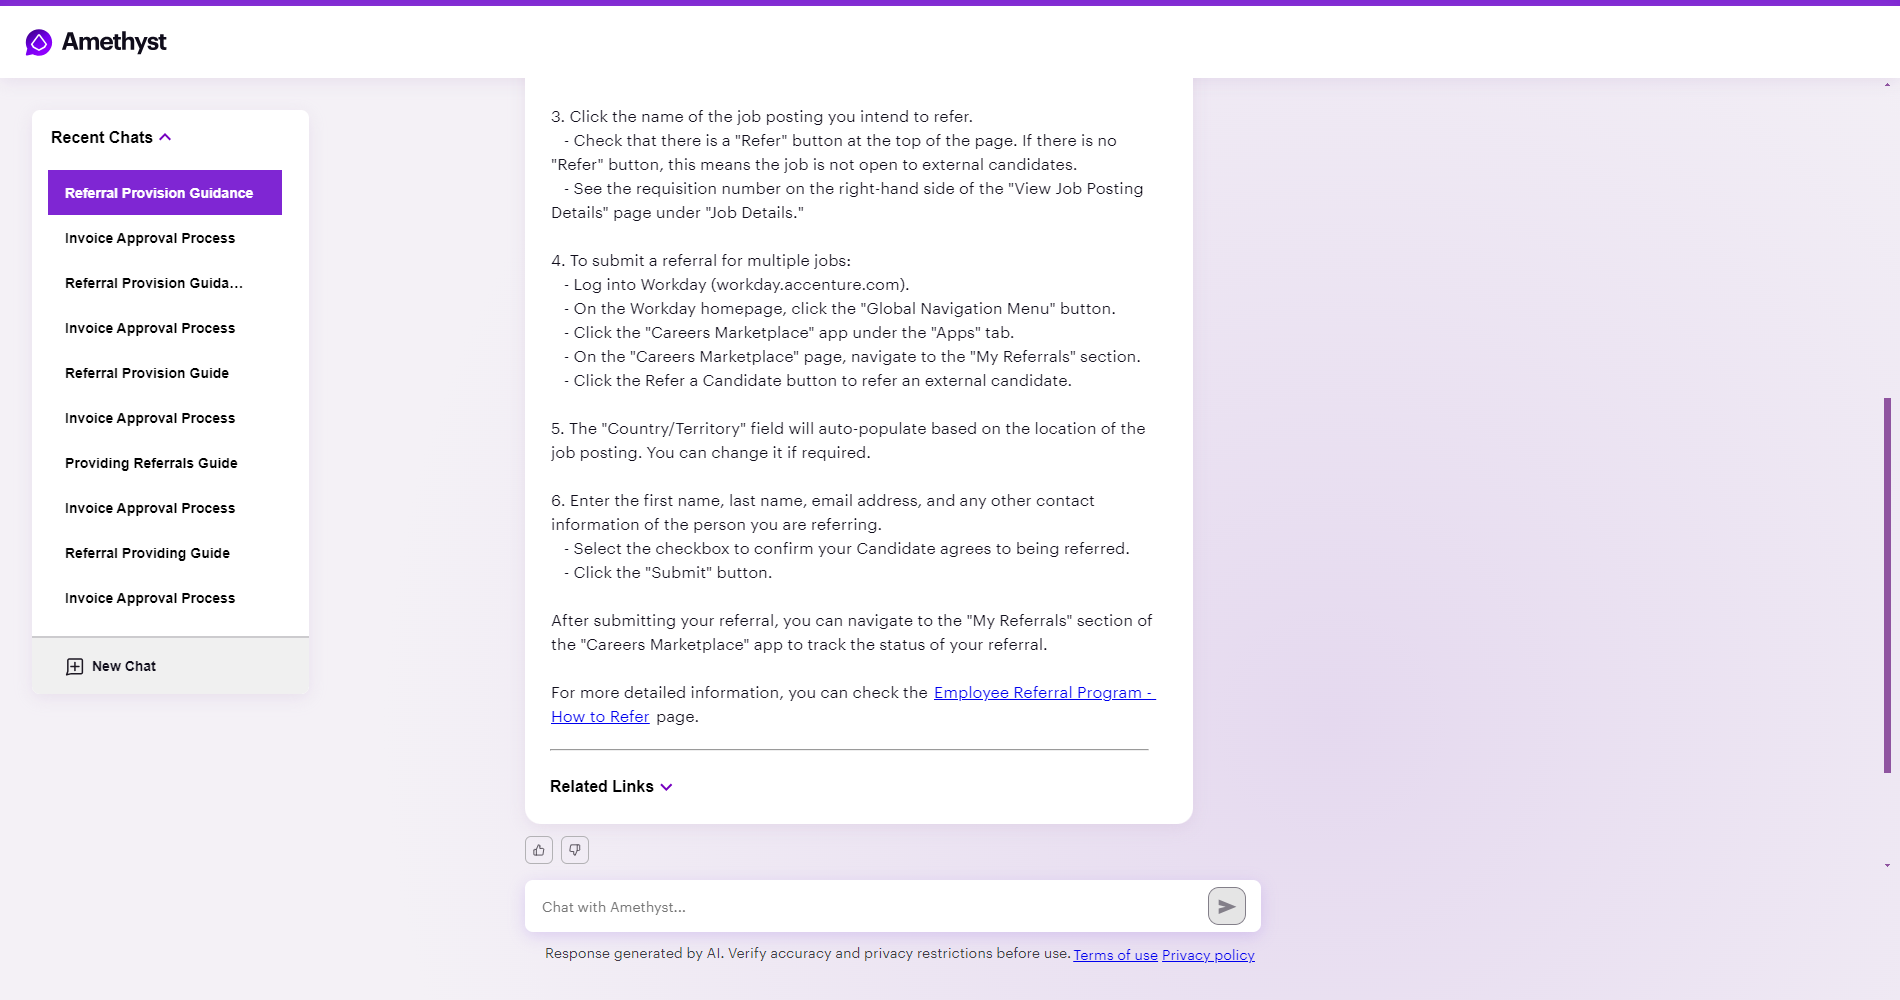 Amethyst
Recent Chats
Referral Provision Guidance
Invoice Approval Process
Referral Provision Guida...
Invoice Approval Process
Referral Provision Guide
Invoice Approval Process
Providing Referrals Guide
Invoice Approval Process
Referral Providing Guide
Invoice Approval Process
New Chat
3. Click the name of the job posting you intend to refer.
- Check that there is a "Refer" button at the top of the page. If there is no
"Refer" button, this means the job is not open to external candidates.
- See the requisition number on the right-hand side of the "View Job Posting
Details" page under "Job Details."
4. To submit a referral for multiple jobs:
- Log into Workday (workday.accenture.com).
- On the Workday homepage, click the "Global Navigation Menu" button.
- Click the "Careers Marketplace" app under the "Apps" tab.
- On the "Careers Marketplace" page, navigate to the "My Referrals" section.
- Click the Refer a Candidate button to refer an external candidate.
5. The "Country/Territory" field will auto-populate based on the location of the
job posting. You can change it if required.
6. Enter the first name, last name, email address, and any other contact
information of the person you are referring.
- Select the checkbox to confirm your Candidate agrees to being referred.
- Click the "Submit" button.
After submitting your referral, you can navigate to the "My Referrals" section of
the "Careers Marketplace" app to track the status of your referral.
For more detailed information, you can check the Employee Referral Program -
How to Refer page.
Related Links
Chat with Amethyst...
Response generated by AI. Verify accuracy and privacy restrictions before use. Terms of use Privacy policy